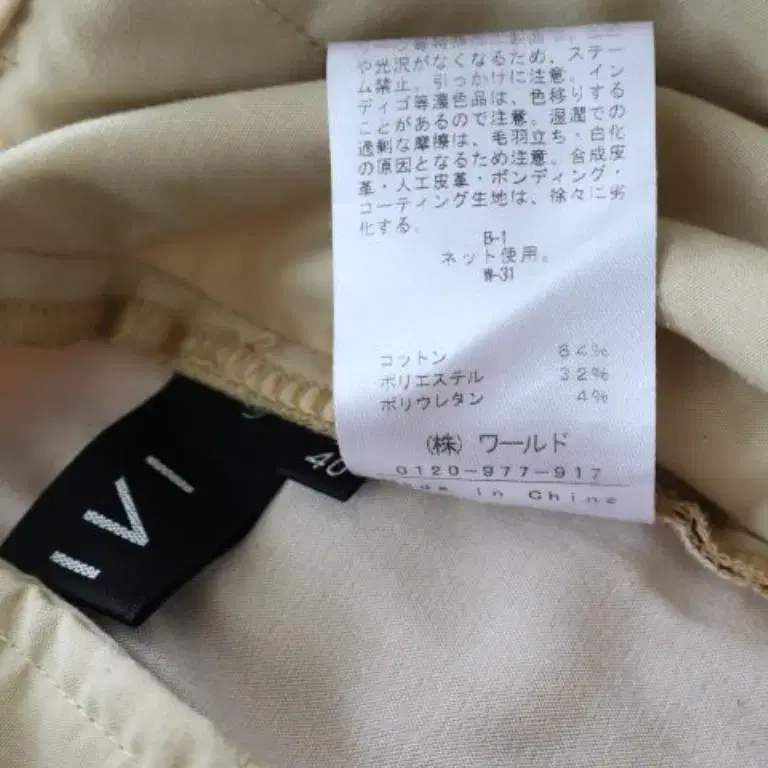 や光沢がなくなるため、スチー
ム禁止。引っかけに注意。イン
ディゴ等濃色品は、色移りする
ことがあるので注意。湿潤での
過剰な摩擦は、毛羽立ち・白化
の原因となるため注意。合成皮
革・人工皮革・ボンディング・
コーティング生地は、徐々に劣
化する。
B-1
ネット使用。
W-31
コットン 64%
ポリエステル 32%
ポリウレタン 4%
(株) ワールド
0120-977-917
in China
40
IVI